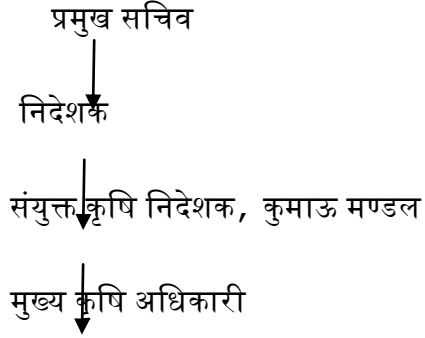 प्रमुख सचिव
निदेशक
संयुक्त कृषि निदेशक, कुमाऊ मण्डल
मुख्य कृषि अधिकारी